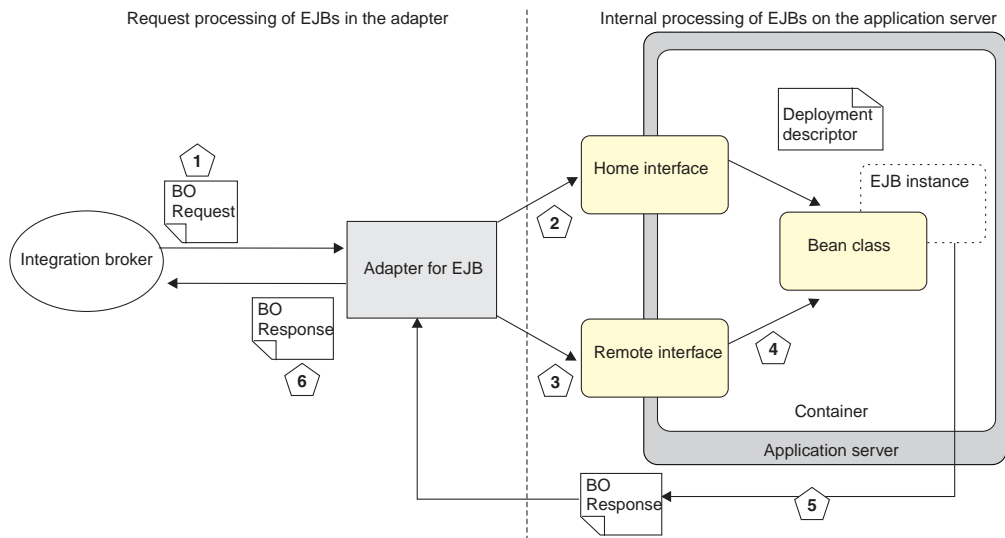 Request processing of EJBs in the adapter
Internal processing of EJBs on the application server
Deployment
descriptor
1
BO
Request
Home interface
EJB instance
2
Integration broker
Adapter for EJB
Bean class
BO
Response
6
Remote interface
3
4
Container
Application server
BO
Response
5